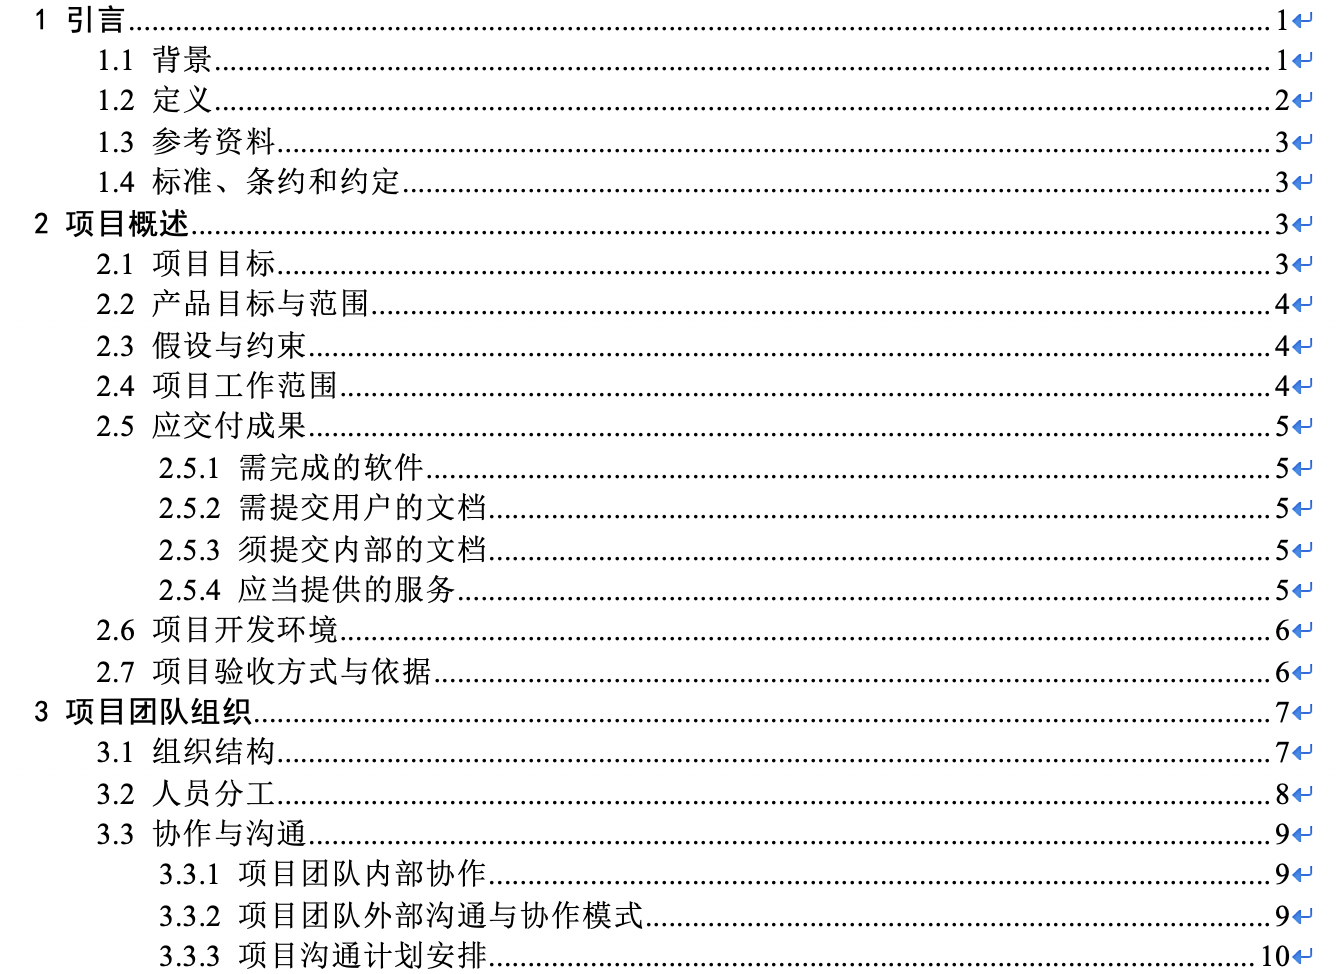 1 引言 1
1.1 背景 1
1.2 定义 2
1.3 参考资料 3
1.4 标准、条约和约定 3
2 项目概述 3
2.1 项目目标 3
2.2 产品目标与范围 4
2.3 假设与约束 4
2.4 项目工作范围 4
2.5 应交付成果 5
2.5.1 需完成的软件 5
2.5.2 需提交用户的文档 5
2.5.3 须提交内部的文档 5
2.5.4 应当提供的服务 5
2.6 项目开发环境 6
2.7 项目验收方式与依据 6
3 项目团队组织 7
3.1 组织结构 7
3.2 人员分工 8
3.3 协作与沟通 9
3.3.1 项目团队内部协作 9
3.3.2 项目团队外部沟通与协作模式 9
3.3.3 项目沟通计划安排 10